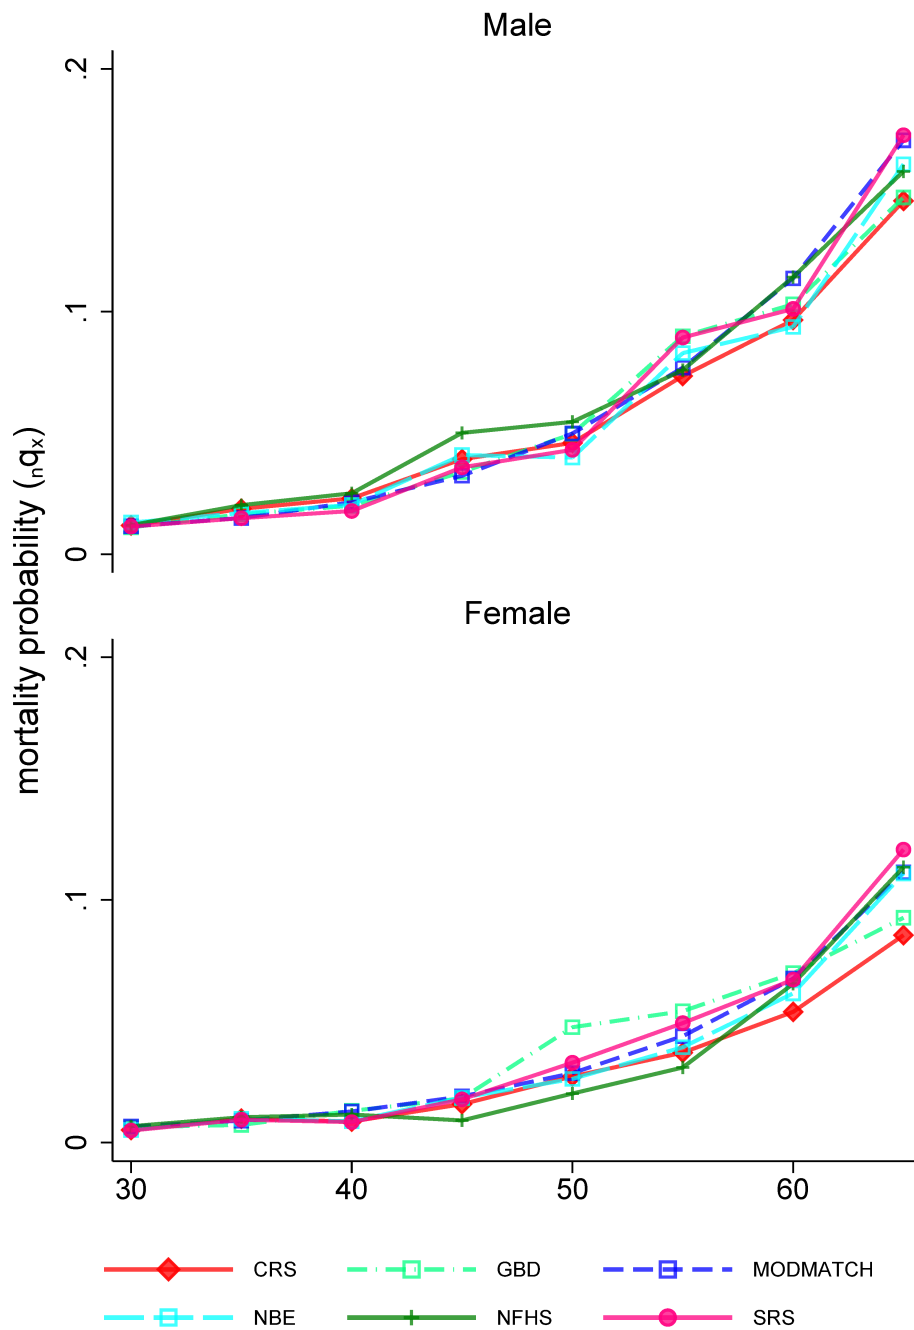 Male
.2
.1
0
mortality probability (ₙqₓ)
Female
.2
.1
0
30 40 50 60
CRS GBD MODMATCH
NBE NFHS SRS